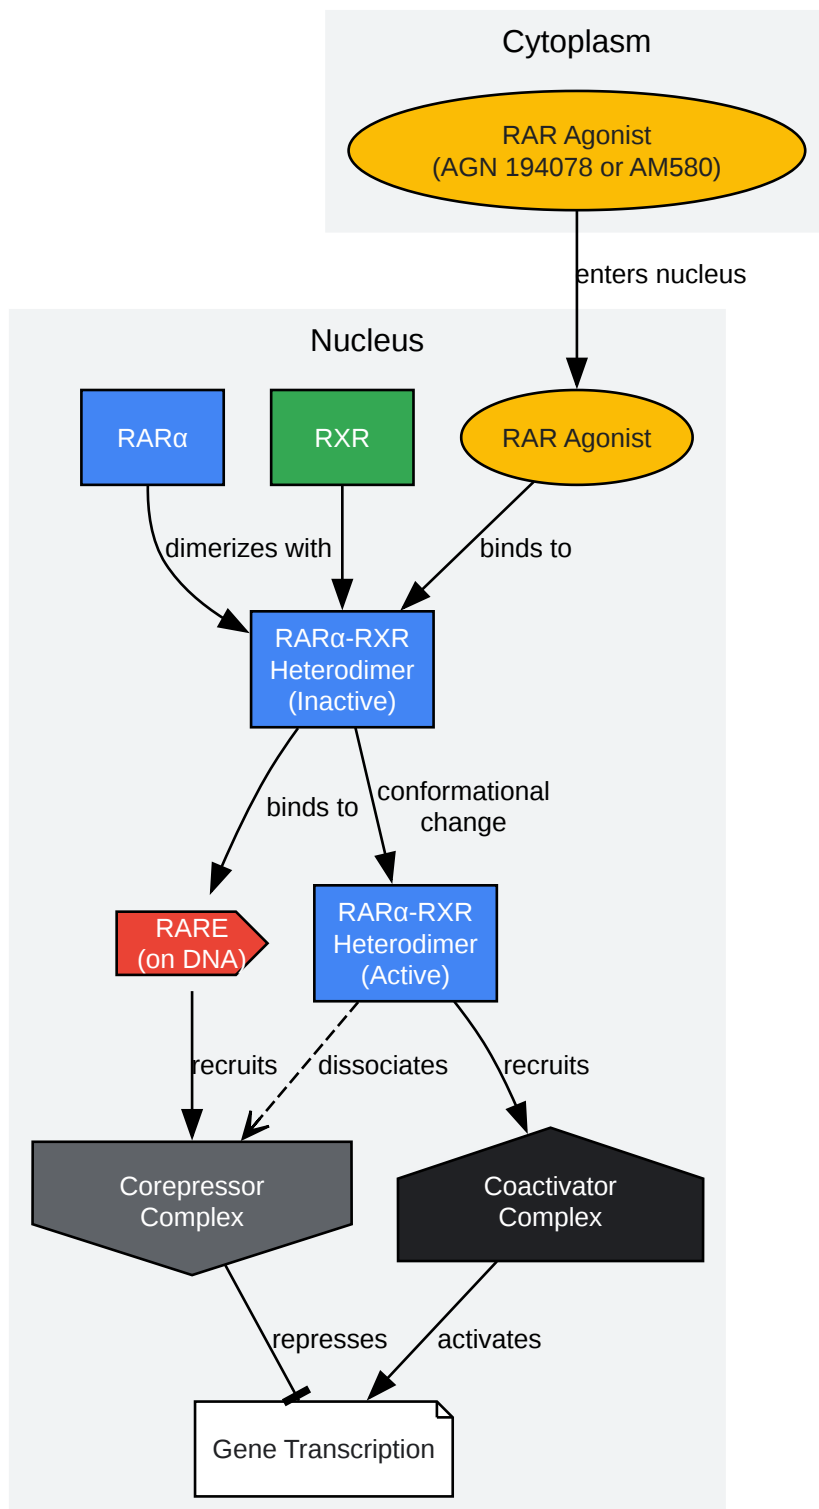 Cytoplasm
RAR Agonist
(AGN 194078 or AM580)
enters nucleus
Nucleus
RARα
RXR
RAR Agonist
dimerizes with
binds to
RARα-RXR
Heterodimer
(Inactive)
binds to
conformational
change
RARE
(on DNA)
RARα-RXR
Heterodimer
(Active)
recruits
dissociates
recruits
Corepressor
Complex
Coactivator
Complex
represses
activates
Gene Transcription